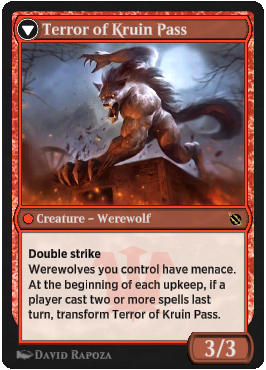 Terror of Kruin Pass
Creature – Werewolf
Double strike
Werewolves you control have menace.
At the beginning of each upkeep, if a
player cast two or more spells last
turn, transform Terror of Kruin Pass.
3/3
David Rapoza